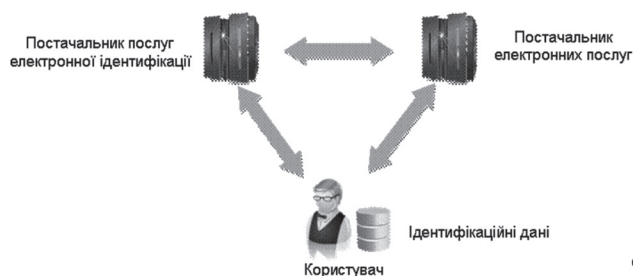 Постачальник послуг
електронної ідентифікації
Постачальник
електронних послуг
Ідентифікаційні дані
Користувач